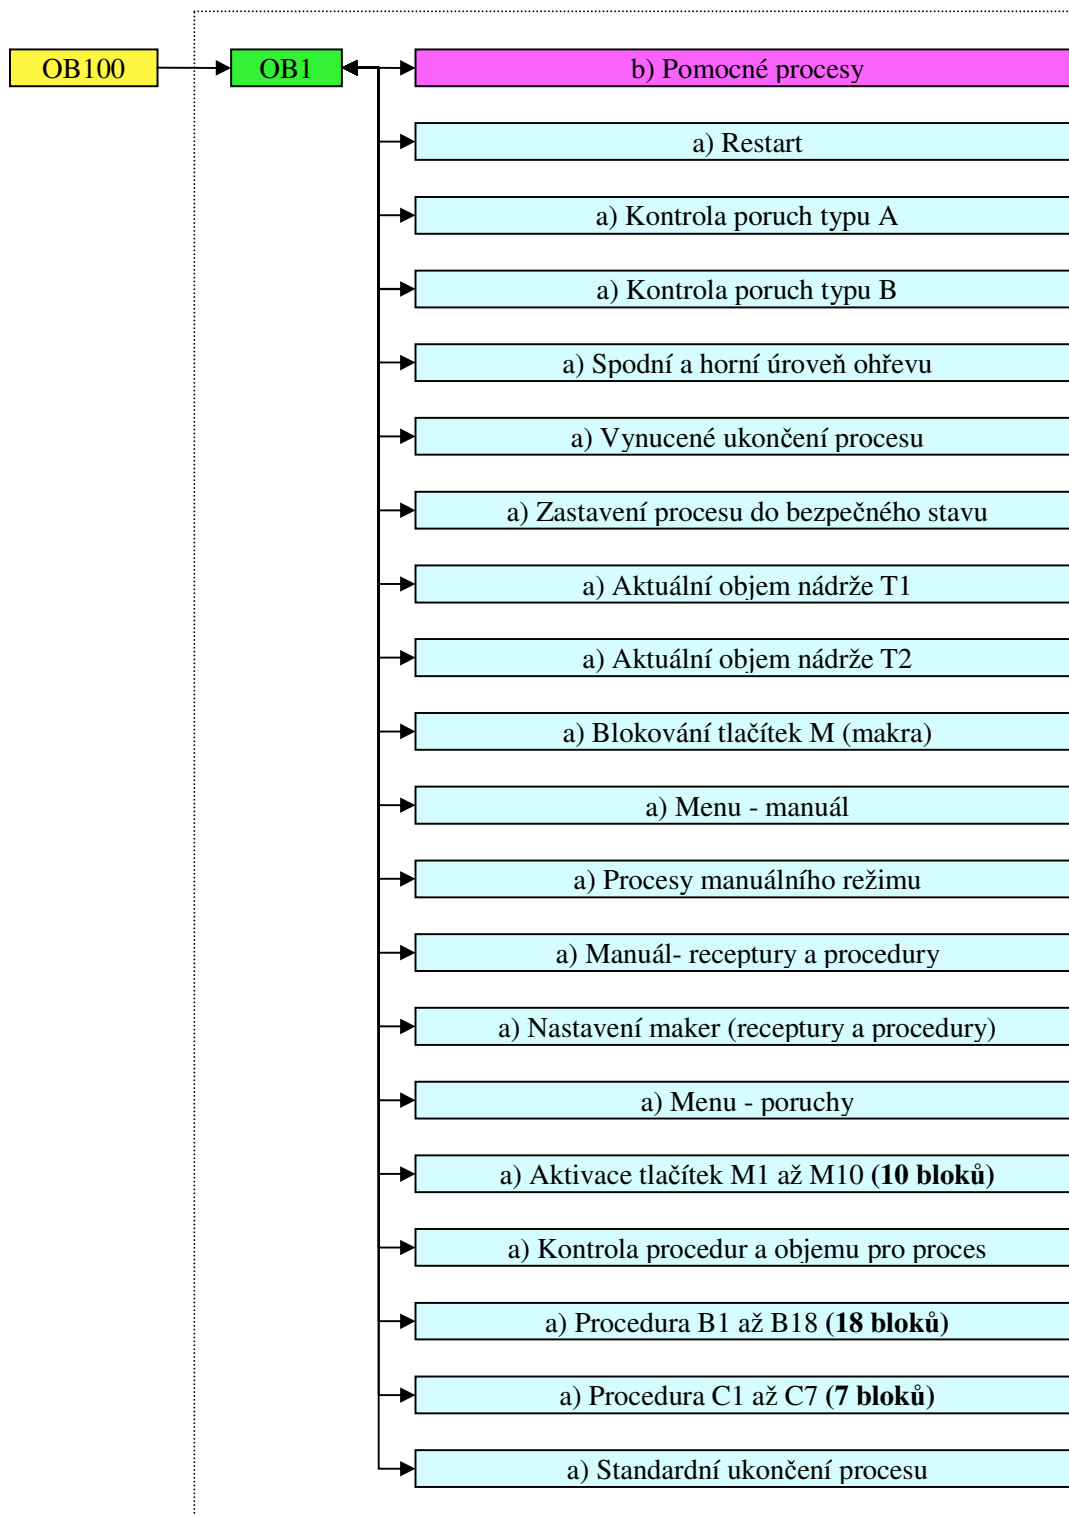 OB100 OB1 b) Pomocné procesy
a) Restart
a) Kontrola poruch typu A
a) Kontrola poruch typu B
a) Spodní a horní úroveň ohřevu
a) Vynucené ukončení procesu
a) Zastavení procesu do bezpečného stavu
a) Aktuální objem nádrže T1
a) Aktuální objem nádrže T2
a) Blokování tlačítek M (makra)
a) Menu - manuál
a) Procesy manuálního režimu
a) Manuál- receptury a procedury
a) Nastavení maker (receptury a procedury)
a) Menu - poruchy
a) Aktivace tlačítek M1 až M10 (10 bloků)
a) Kontrola procedur a objemu pro proces
a) Procedura B1 až B18 (18 bloků)
a) Procedura C1 až C7 (7 bloků)
a) Standardní ukončení procesu